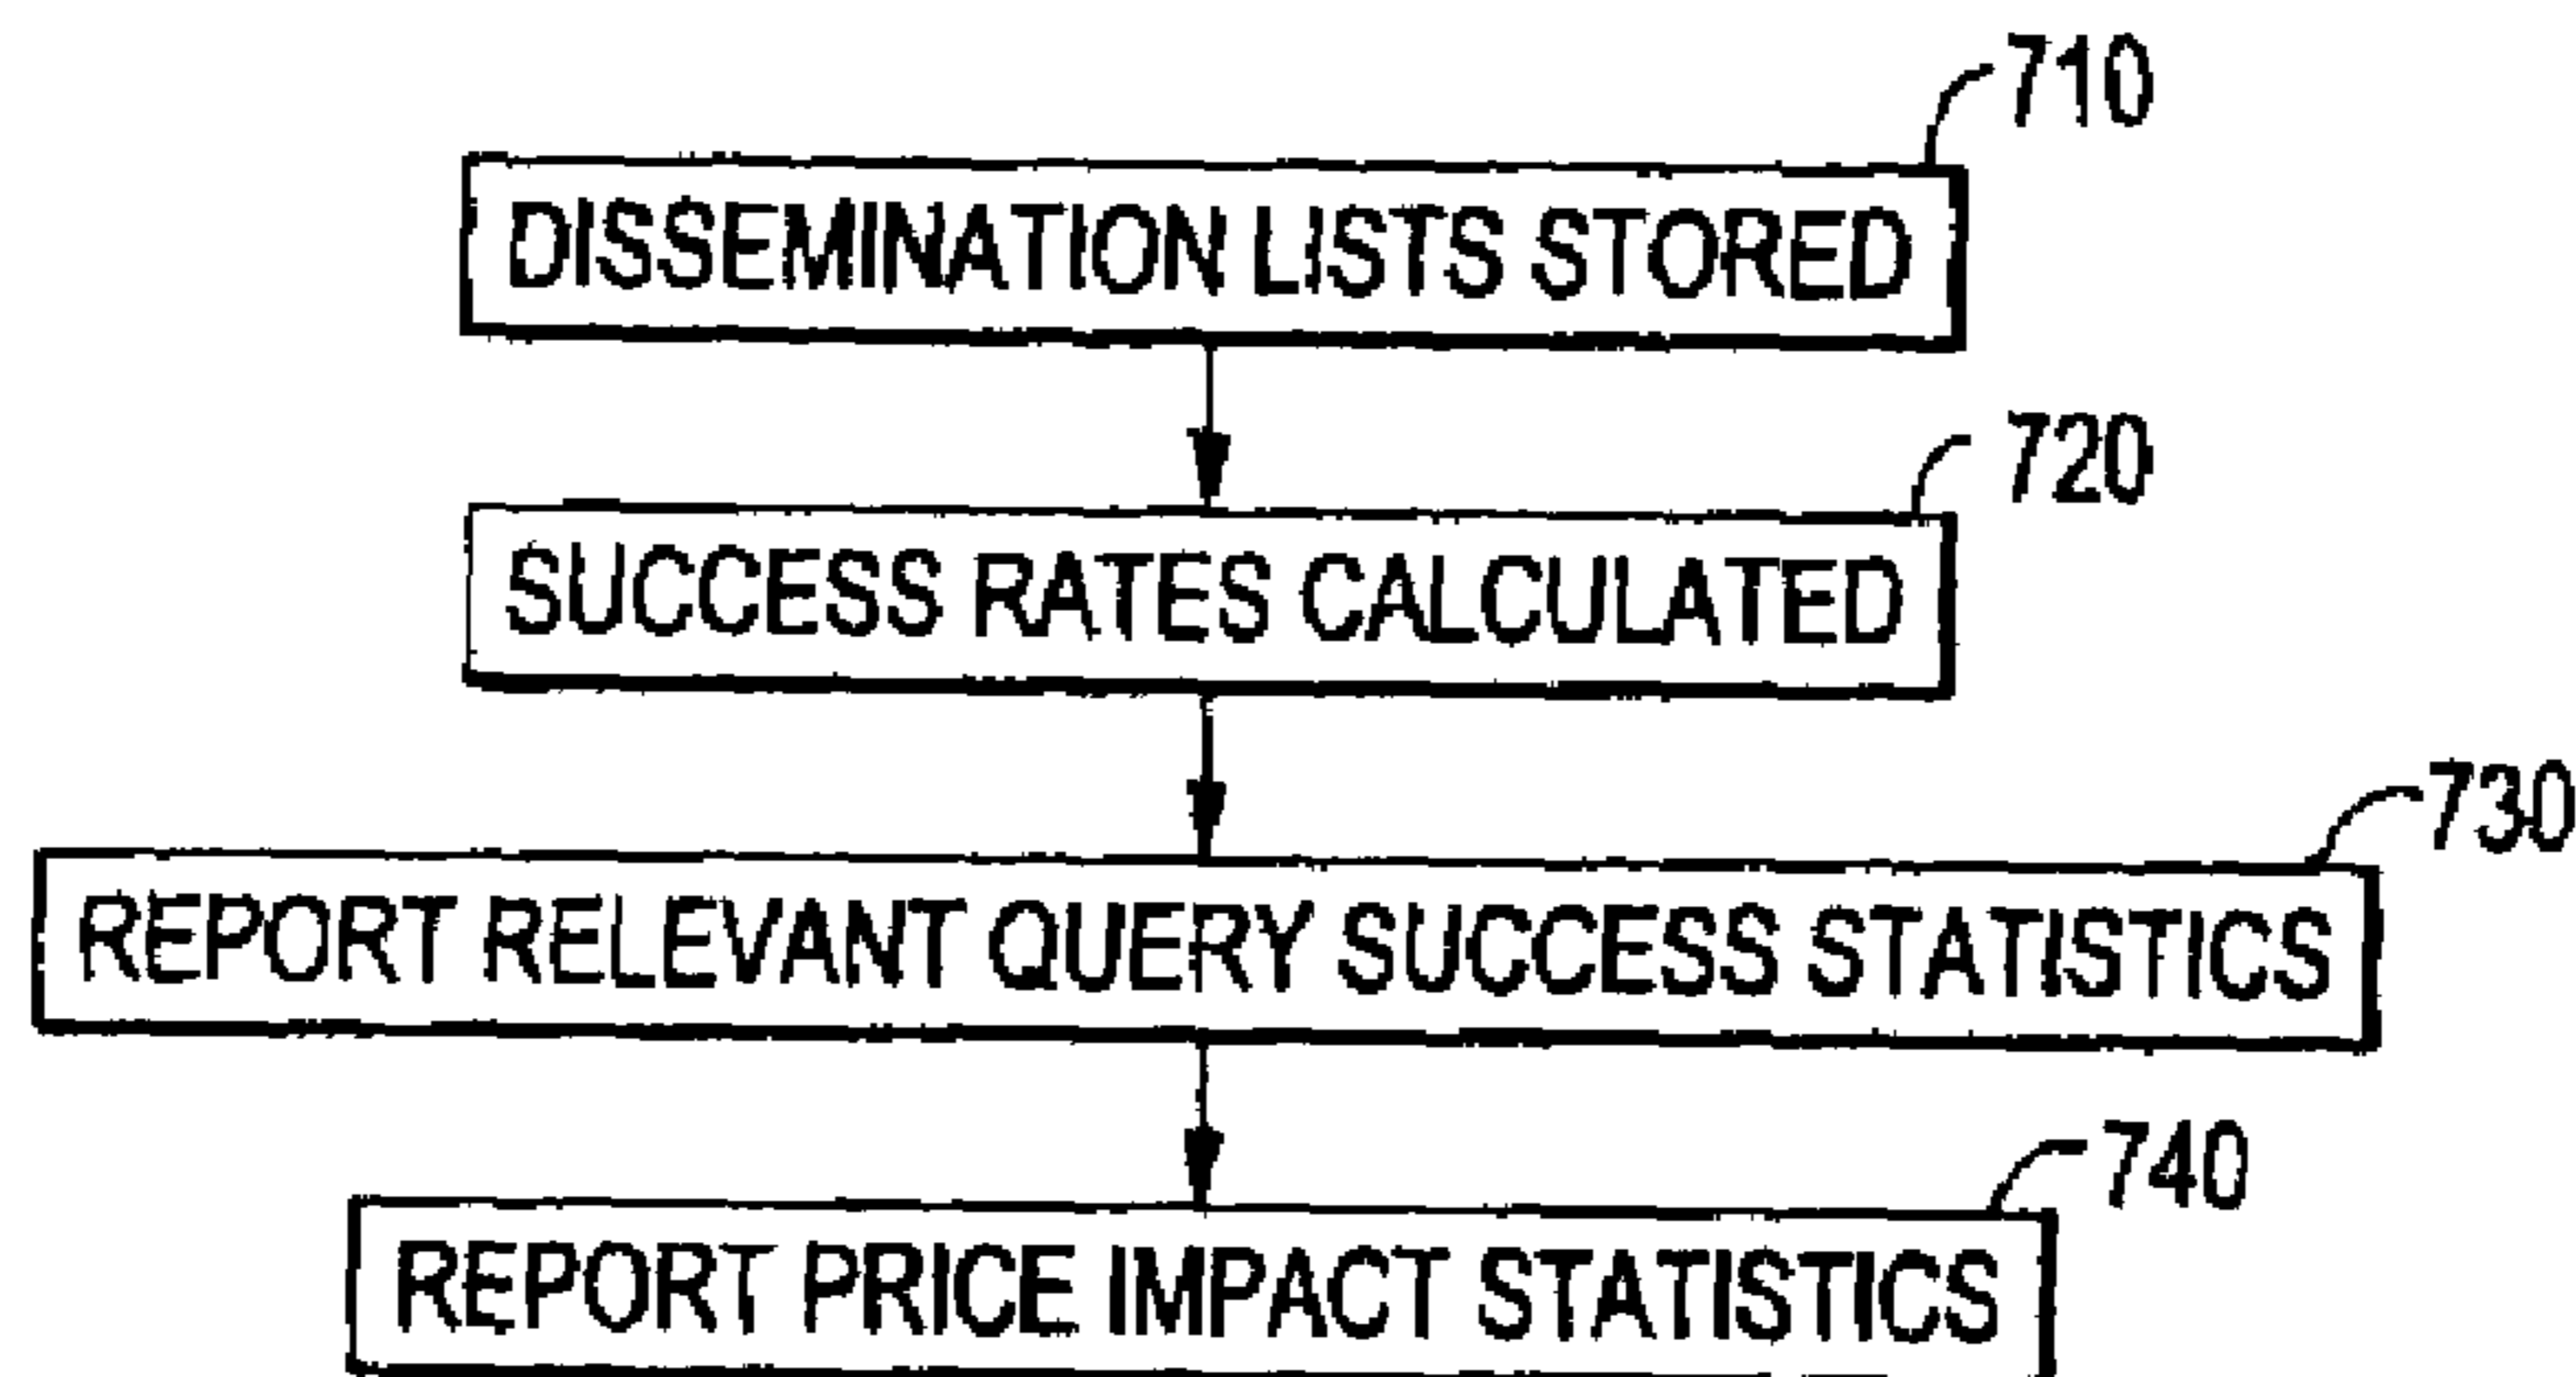 710
DISSEMINATION LISTS STORED
720
SUCCESS RATES CALCULATED
730
REPORT RELEVANT QUERY SUCCESS STATISTICS
740
REPORT PRICE IMPACT STATISTICS